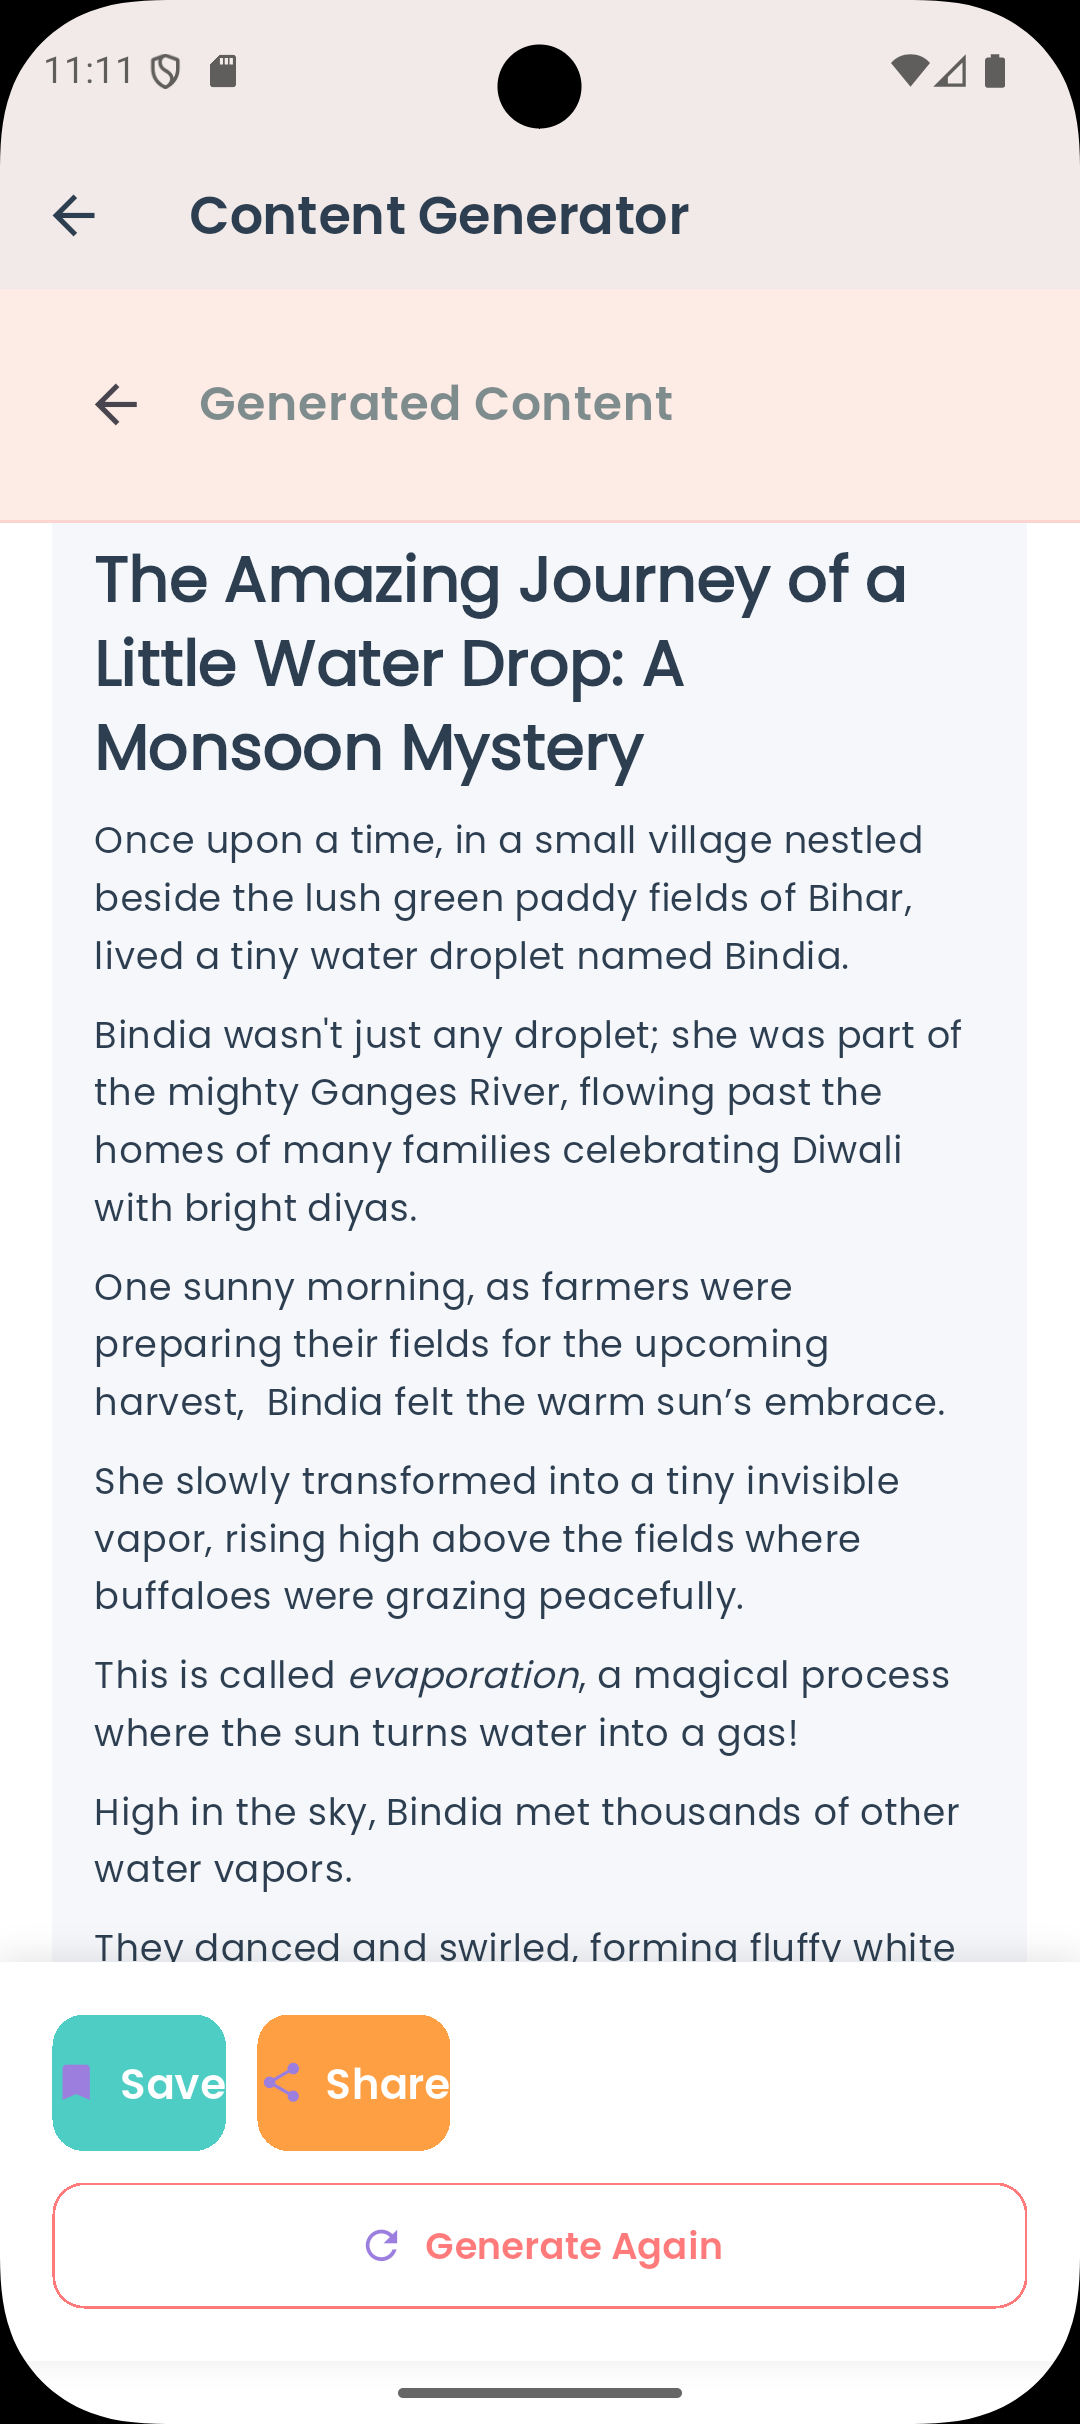 11:11
Content Generator
Generated Content
The Amazing Journey of a
Little Water Drop: A
Monsoon Mystery
Once upon a time, in a small village nestled
beside the lush green paddy fields of Bihar,
lived a tiny water droplet named Bindia.
Bindia wasn't just any droplet; she was part of
the mighty Ganges River, flowing past the
homes of many families celebrating Diwali
with bright diyas.
One sunny morning, as farmers were
preparing their fields for the upcoming
harvest,  Bindia felt the warm sun’s embrace.
She slowly transformed into a tiny invisible
vapor, rising high above the fields where
buffaloes were grazing peacefully.
This is called evaporation, a magical process
where the sun turns water into a gas!
High in the sky, Bindia met thousands of other
water vapors.
They danced and swirled, forming fluffy white
Save
Share
Generate Again